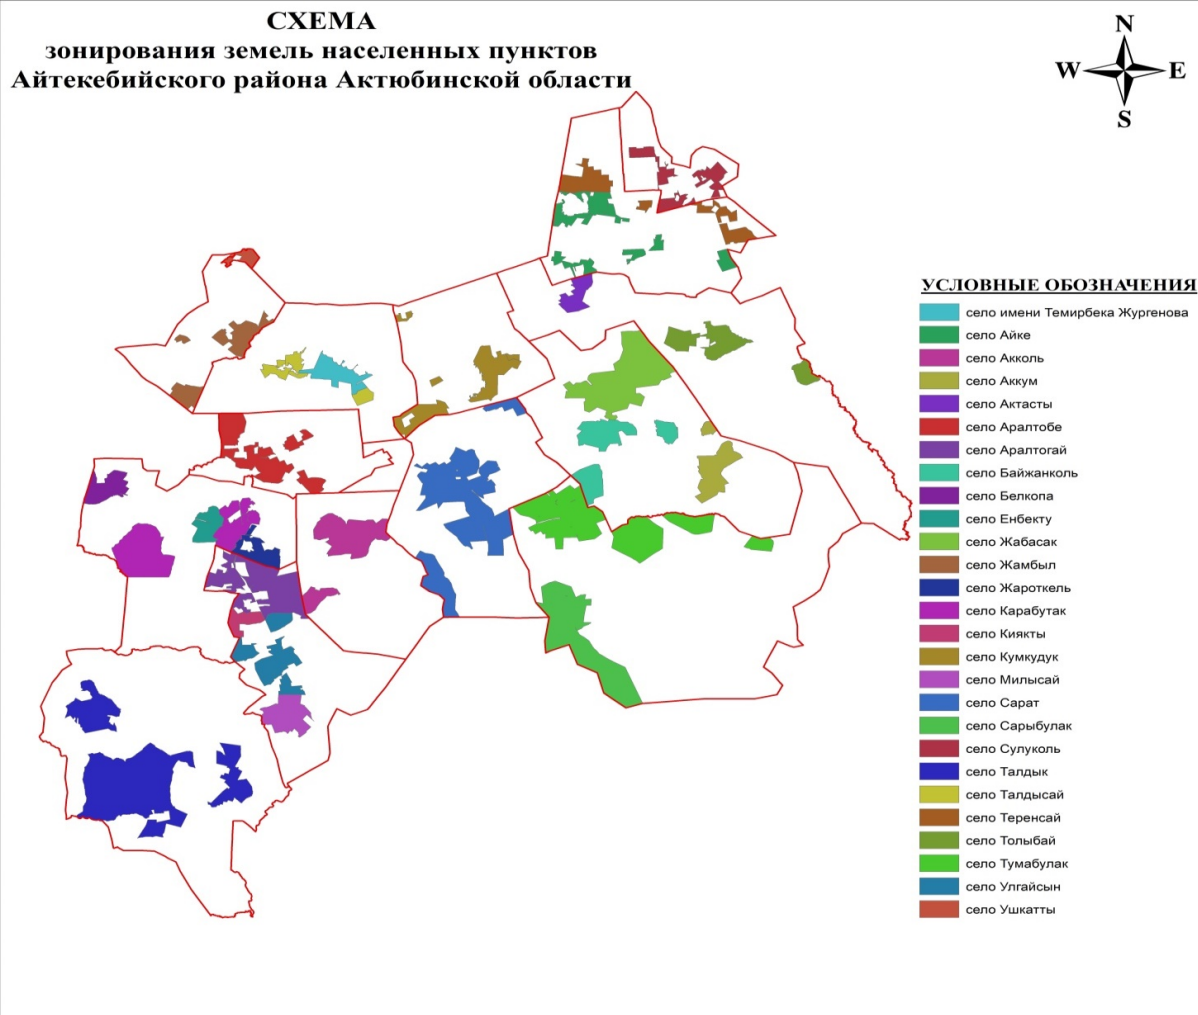 СХЕМА
зонирования земель населенных пунктов
Айтекебийского района Актюбинской области
N
W E
S
УСЛОВНЫЕ ОБОЗНАЧЕНИЯ
село имени Темирбека Жургенова
село Айке
село Акколь
село Аккум
село Актасты
село Аралтобе
село Аралтогай
село Байжанколь
село Белкопа
село Енбекту
село Жабасак
село Жамбыл
село Жароткель
село Карабутак
село Киякты
село Кумкудук
село Милысай
село Сарат
село Сарыбулак
село Сулуколь
село Талдык
село Талдысай
село Теренсай
село Толыбай
село Тумабулак
село Улгайсын
село Ушкатты